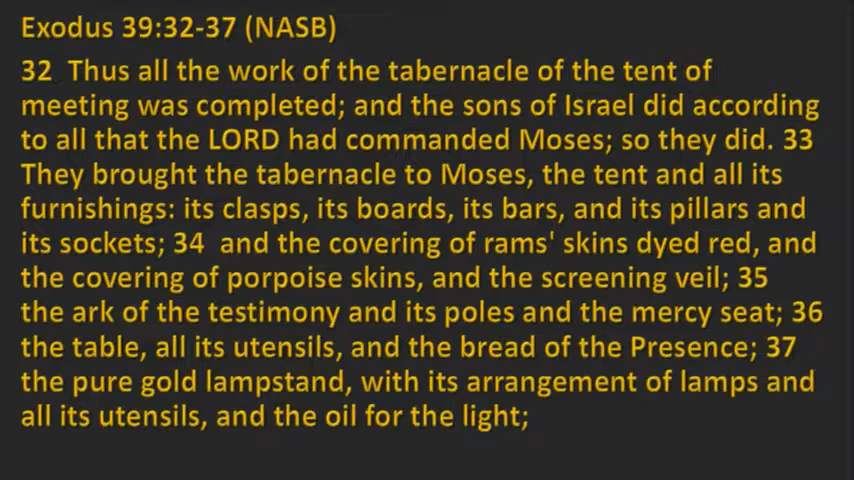 Exodus 39:32-37 (NASB)
32 Thus all the work of the tabernacle of the tent of
meeting was completed; and the sons of Israel did according
to all that the LORD had commanded Moses; so they did. 33
They brought the tabernacle to Moses, the tent and all its
furnishings: its clasps, its boards, its bars, and its pillars and
its sockets; 34 and the covering of rams' skins dyed red, and
the covering of porpoise skins, and the screening veil; 35
the ark of the testimony and its poles and the mercy seat; 36
the table, all its utensils, and the bread of the Presence; 37
the pure gold lampstand, with its arrangement of lamps and
all its utensils, and the oil for the light;